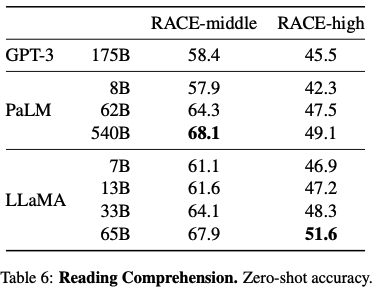 RACE-middle RACE-high
GPT-3 175B 58.4 45.5
8B 57.9 42.3
PaLM 62B 64.3 47.5
540B 68.1 49.1
7B 61.1 46.9
13B 61.6 47.2
LLaMA
33B 64.1 48.3
65B 67.9 51.6
Table 6: Reading Comprehension. Zero-shot accuracy.